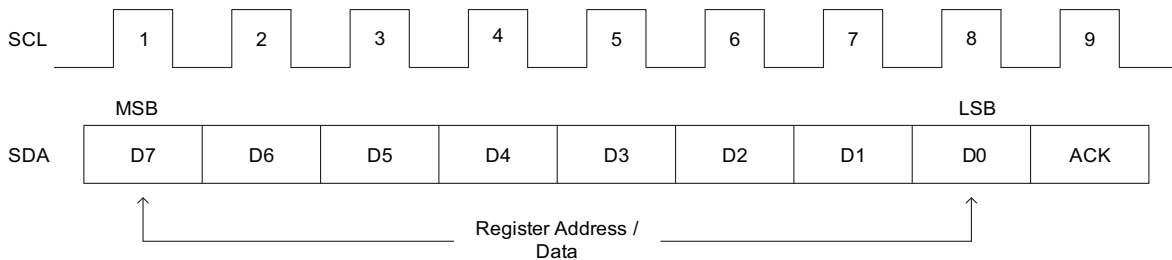 SCL 1 2 3 4 5 6 7 8 9
MSB LSB
SDA D7 D6 D5 D4 D3 D2 D1 D0 ACK
Register Address /
Data